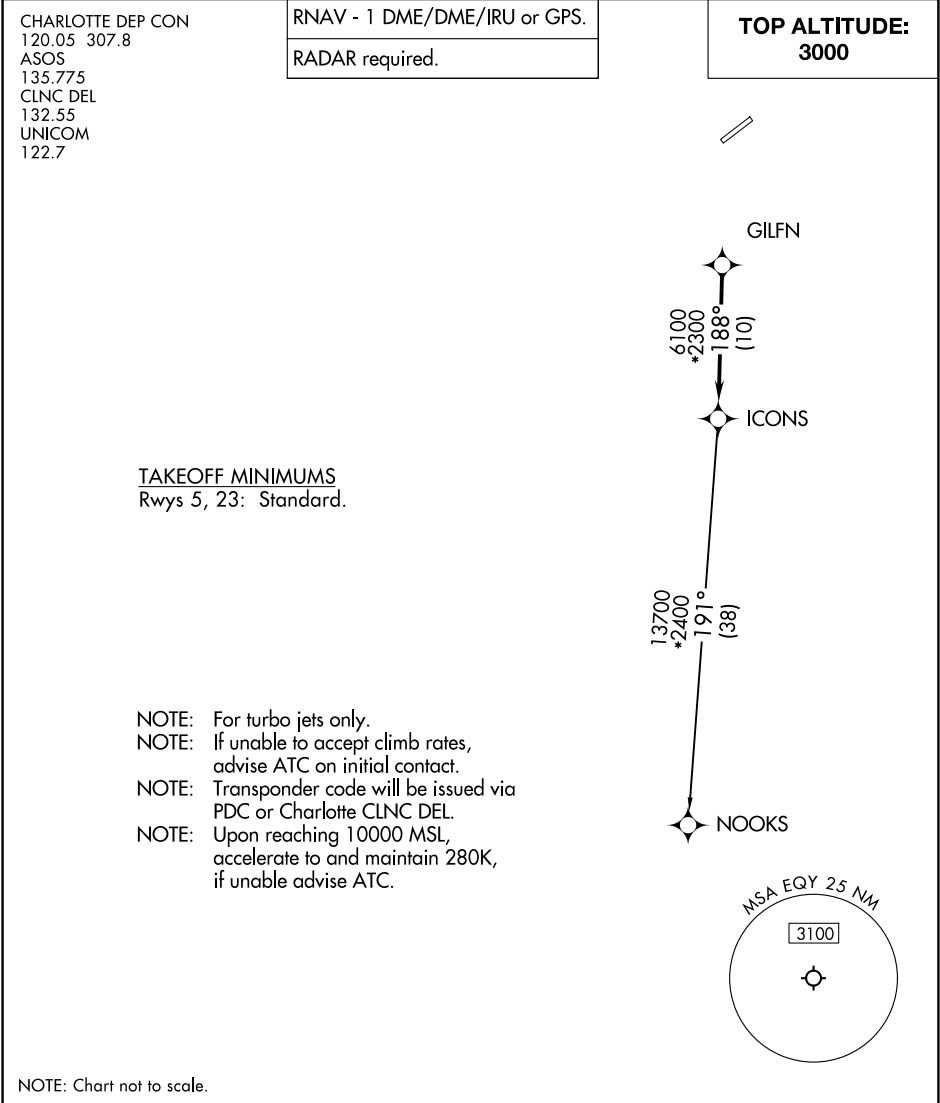 CHARLOTTE DEP CON
120.05 307.8
ASOS
135.775
CLNC DEL
132.55
UNICOM
122.7
RNAV - 1 DME/DME/IRU or GPS.
RADAR required.
TOP ALTITUDE:
3000
GILFN
6100
*2300
188°
(10)
ICONS
TAKEOFF MINIMUMS
Rwys 5, 23: Standard.
13700
*2400
191°
(38)
NOTE: For turbo jets only.
NOTE: If unable to accept climb rates,
advise ATC on initial contact.
NOTE: Transponder code will be issued via
PDC or Charlotte CLNC DEL.
NOTE: Upon reaching 10000 MSL,
accelerate to and maintain 280K,
if unable advise ATC.
NOOKS
MSA EQY 25 NM
3100
NOTE: Chart not to scale.